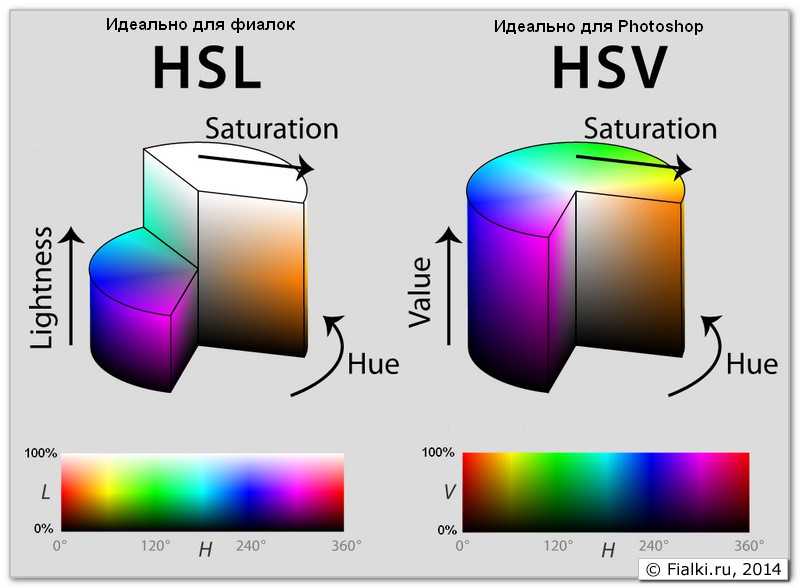 Идеально для фиалок
HSL
Saturation
Lightness
Hue
100%
L
0%
0°
120°
H
240°
360°
Идеально для Photoshop
HSV
Saturation
Value
Hue
100%
V
0%
0°
120°
H
240°
360°
© Fialki.ru, 2014